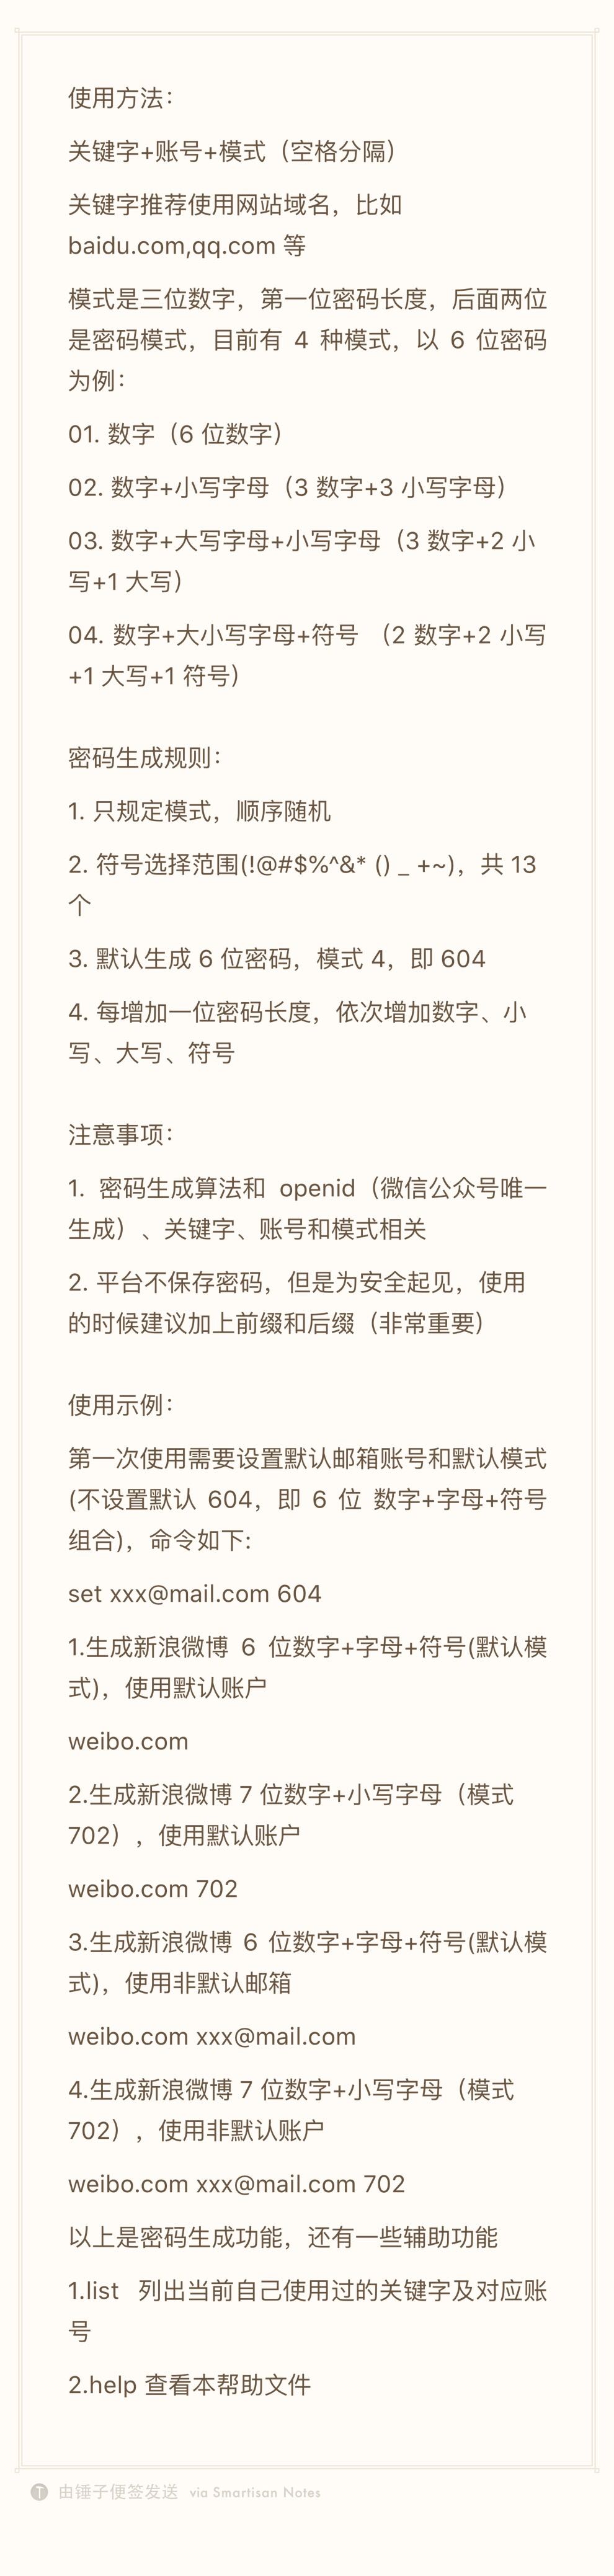 使用方法：
关键字+账号+模式（空格分隔）
关键字推荐使用网站域名，比如
baidu.com,qq.com 等
模式是三位数字，第一位密码长度，后面两位
是密码模式，目前有 4 种模式，以 6 位密码
为例：
01. 数字（6 位数字）
02. 数字+小写字母（3 数字+3 小写字母）
03. 数字+大写字母+小写字母（3 数字+2 小
写+1 大写）
04. 数字+大小写字母+符号 （2 数字+2 小写
+1 大写+1 符号）
密码生成规则：
1. 只规定模式，顺序随机
2. 符号选择范围(!@#$%^&* () _ +~)，共 13
个
3. 默认生成 6 位密码，模式 4，即 604
4. 每增加一位密码长度，依次增加数字、小
写、大写、符号
注意事项：
1. 密码生成算法和 openid（微信公众号唯一
生成）、关键字、账号和模式相关
2. 平台不保存密码，但是为安全起见，使用
的时候建议加上前缀和后缀（非常重要）
使用示例：
第一次使用需要设置默认邮箱账号和默认模式
(不设置默认 604，即 6 位 数字+字母+符号
组合)，命令如下:
set xxx@mail.com 604
1.生成新浪微博 6 位数字+字母+符号(默认模
式)，使用默认账户
weibo.com
2.生成新浪微博 7 位数字+小写字母（模式
702），使用默认账户
weibo.com 702
3.生成新浪微博 6 位数字+字母+符号(默认模
式)，使用非默认邮箱
weibo.com xxx@mail.com
4.生成新浪微博 7 位数字+小写字母（模式
702），使用非默认账户
weibo.com xxx@mail.com 702
以上是密码生成功能，还有一些辅助功能
1.list 列出当前自己使用过的关键字及对应账
号
2.help 查看本帮助文件
T 由锤子便签发送 via Smartisan Notes